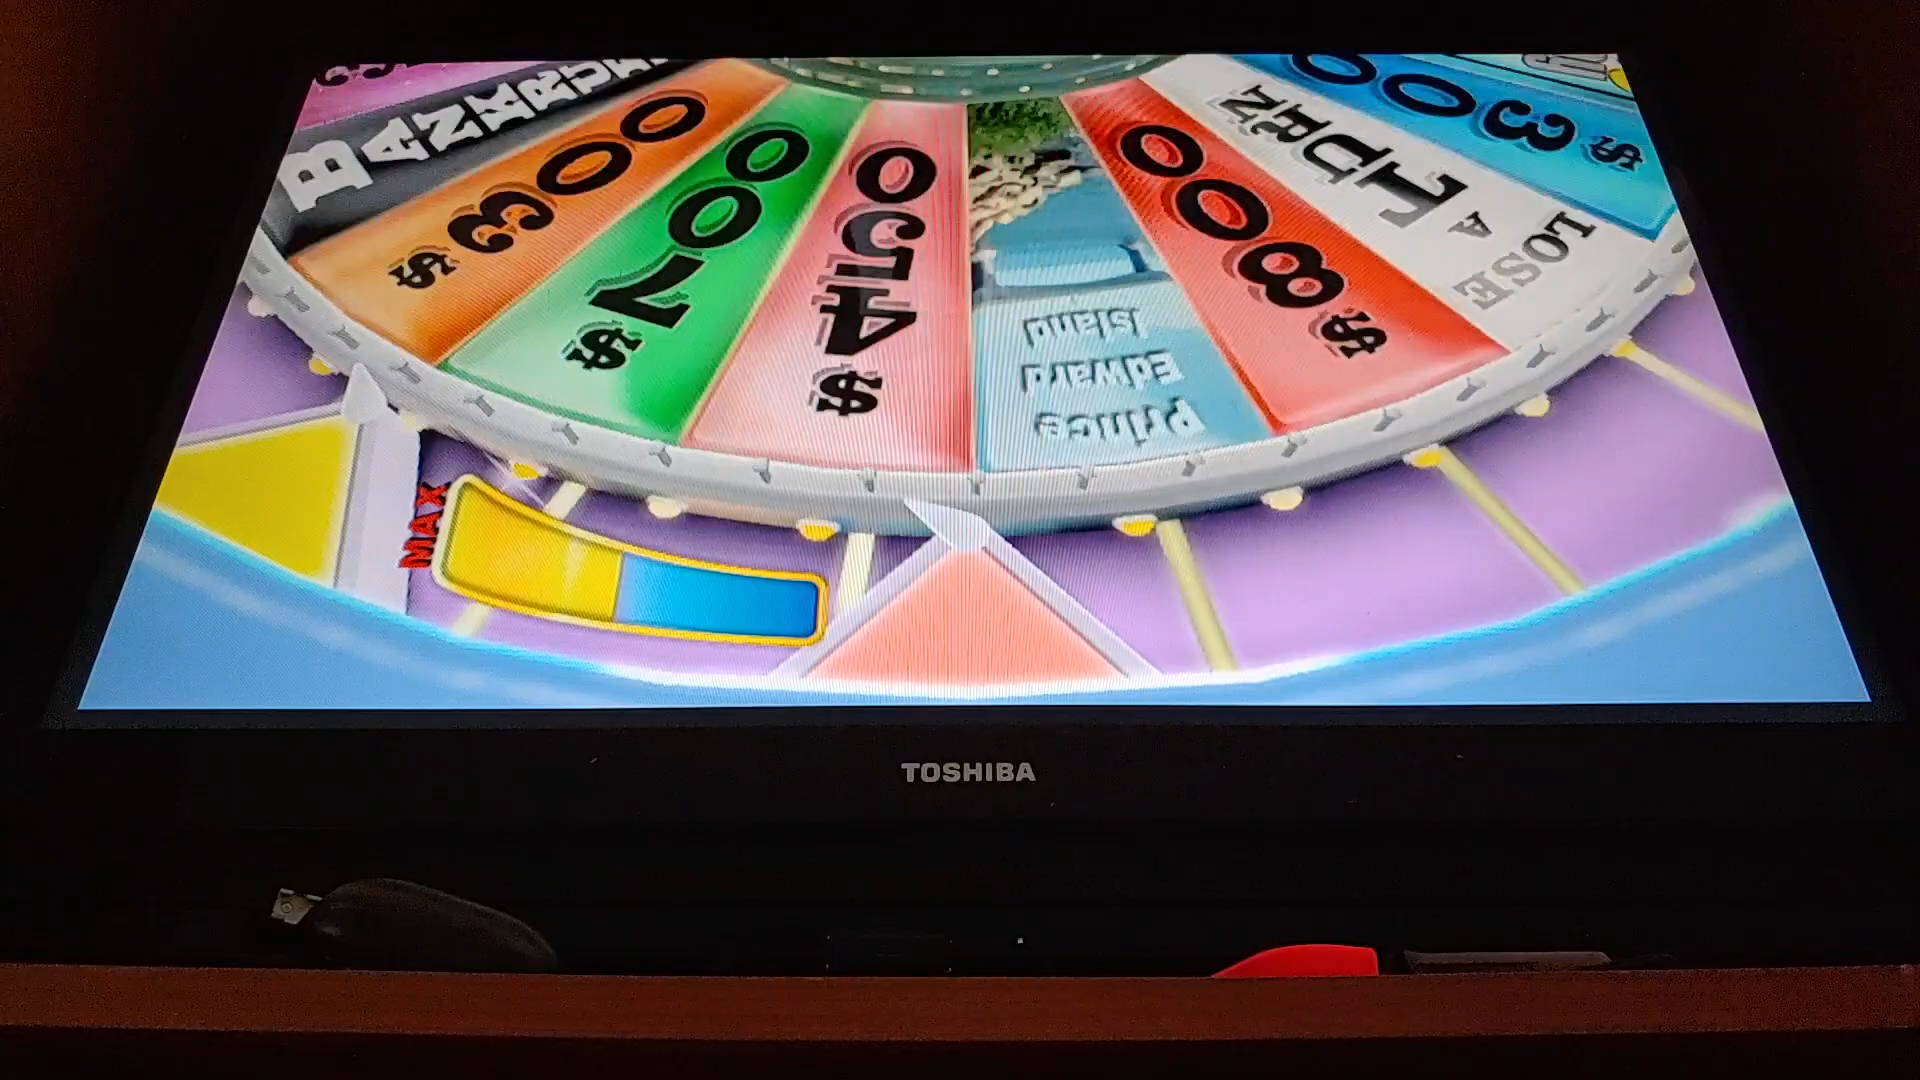 BANKRUPT
$300
$700
$450
Prince
Edward
Island
$800
LOSE
A
TURN
$300
MAX
TOSHIBA